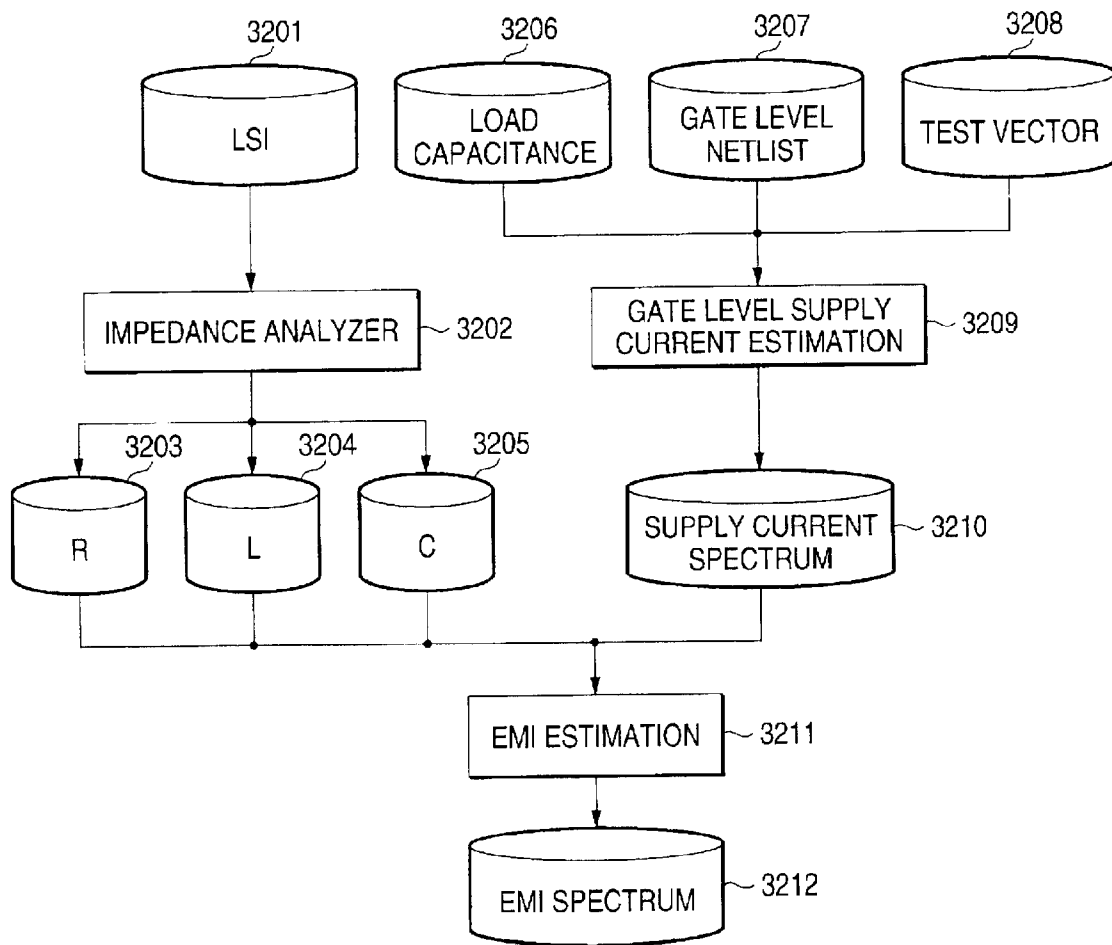 3201
3206
3207
3208
LSI
LOAD
CAPACITANCE
GATE LEVEL
NETLIST
TEST VECTOR
IMPEDANCE ANALYZER
3202
GATE LEVEL SUPPLY
CURRENT ESTIMATION
3209
3203
3204
3205
R
L
C
SUPPLY CURRENT
SPECTRUM
3210
EMI ESTIMATION
3211
EMI SPECTRUM
3212